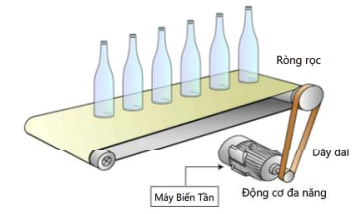 Ròng rọc
Dây đai
Động cơ đa năng
Máy Biến Tần